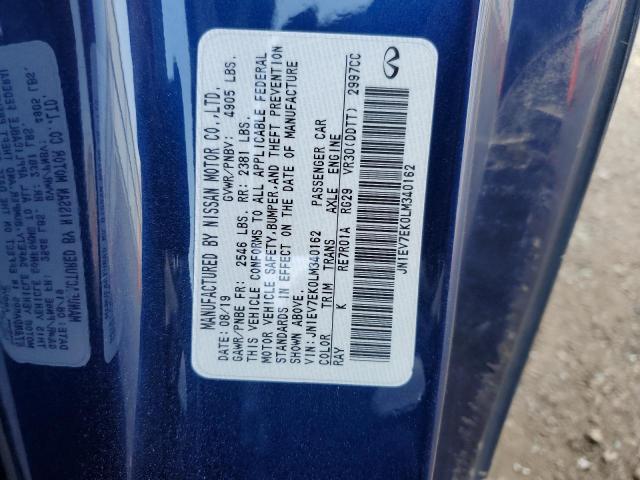 MANUFACTURED BY NISSAN MOTOR CO.,LTD.
DATE: 08/19 GVWR/PNBV: 4905 LBS.
GAWR/PNBE FR: 2546 LBS. RR: 2381 LBS.
THIS VEHICLE CONFORMS TO ALL APPLICABLE FEDERAL
MOTOR VEHICLE SAFETY,BUMPER,AND THEFT PREVENTION
STANDARDS IN EFFECT ON THE DATE OF MANUFACTURE
SHOWN ABOVE.
VIN: JN1EV7EK0LM340162 PASSENGER CAR
COLOR TRIM TRANS AXLE ENGINE
RAY K RE7R01A RG29 VR30(DDTT) 2997CC
JN1EV7EK0LM340162